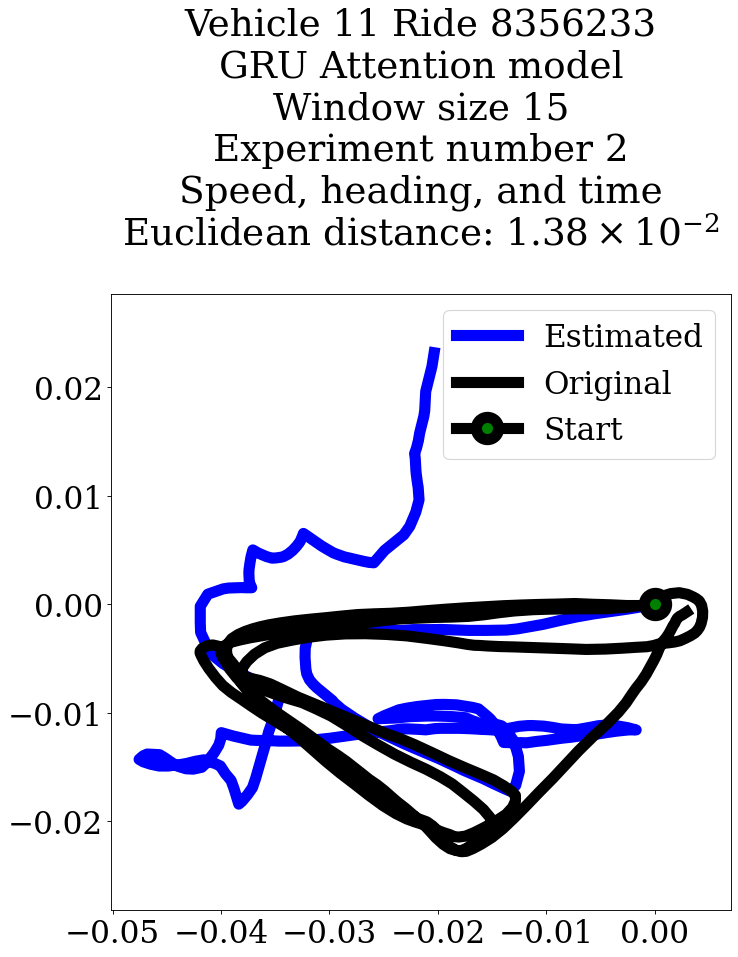 Vehicle 11 Ride 8356233
GRU Attention model
Window size 15
Experiment number 2
Speed, heading, and time
Euclidean distance: 1.38 × 10⁻²
Estimated
Original
Start
0.02
0.01
0.00
−0.01
−0.02
−0.05 −0.04 −0.03 −0.02 −0.01 0.00